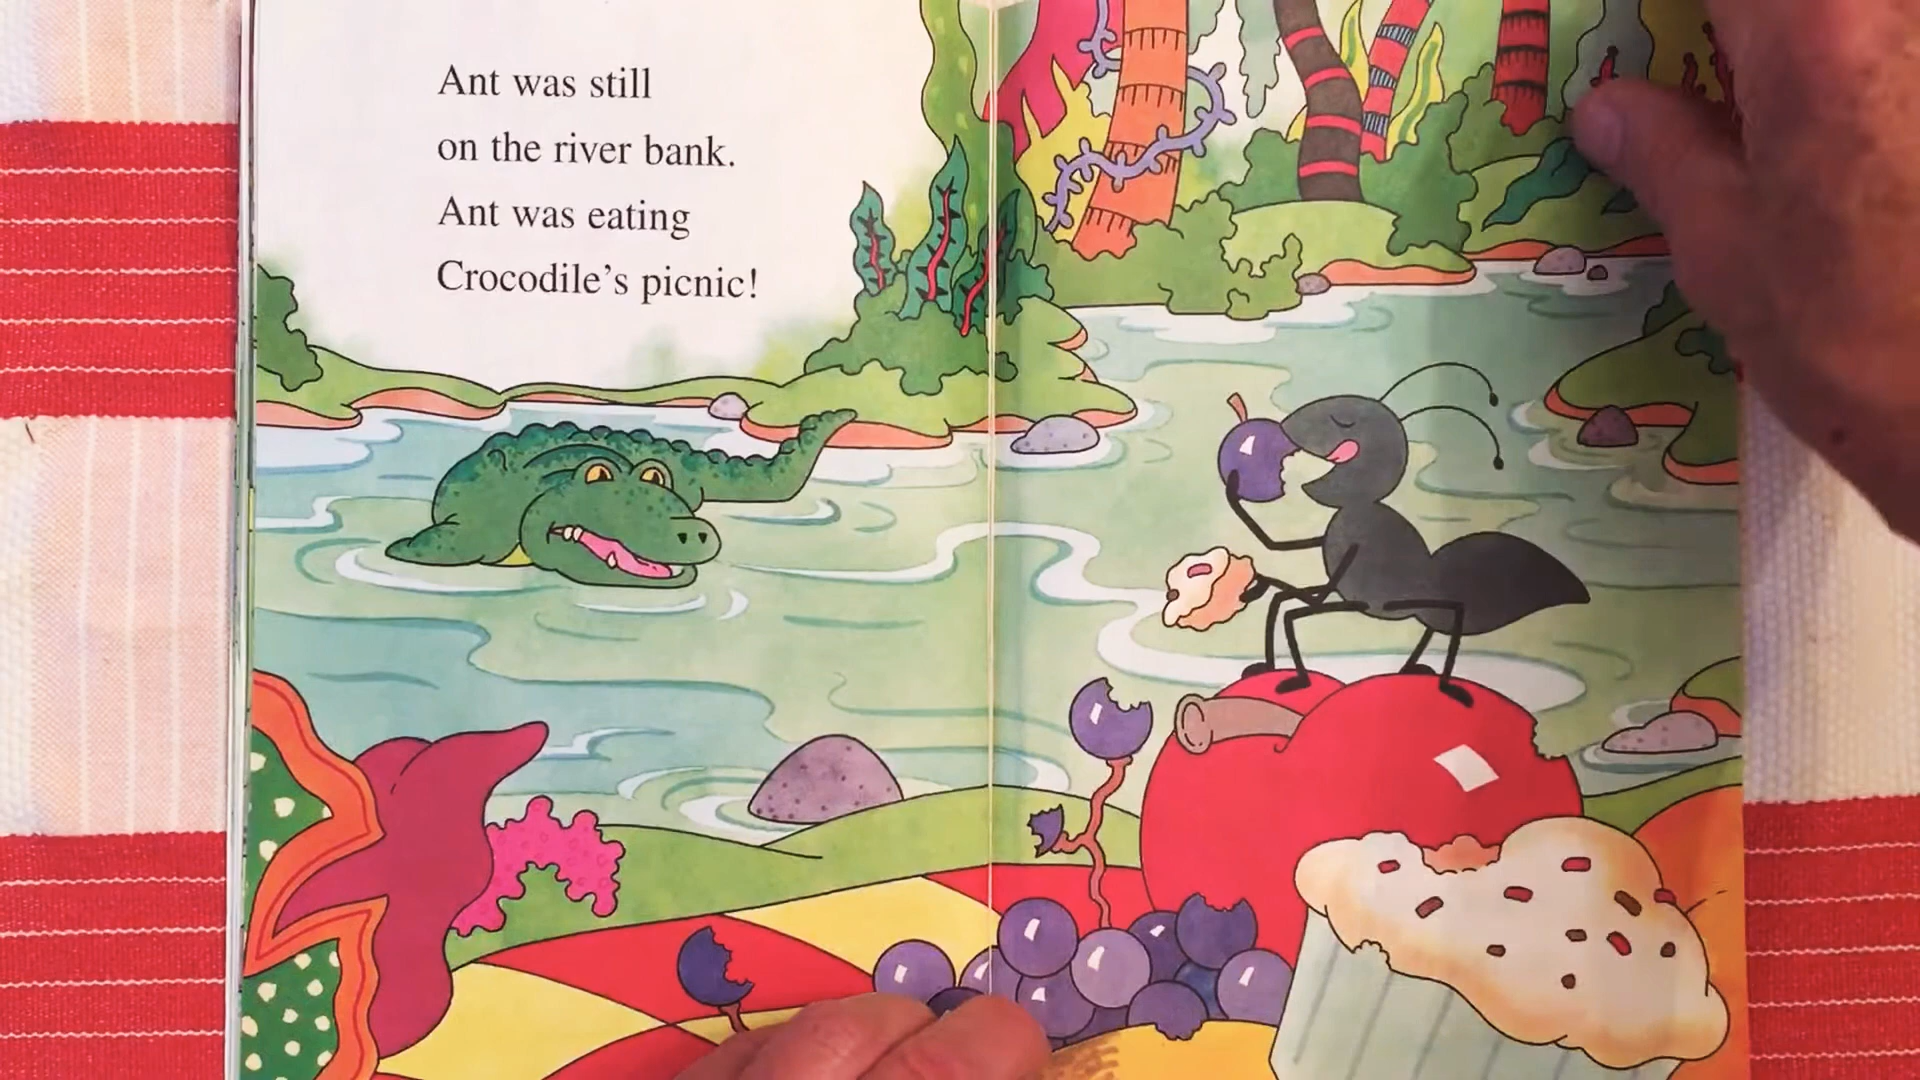 Ant was still
on the river bank.
Ant was eating
Crocodile’s picnic!